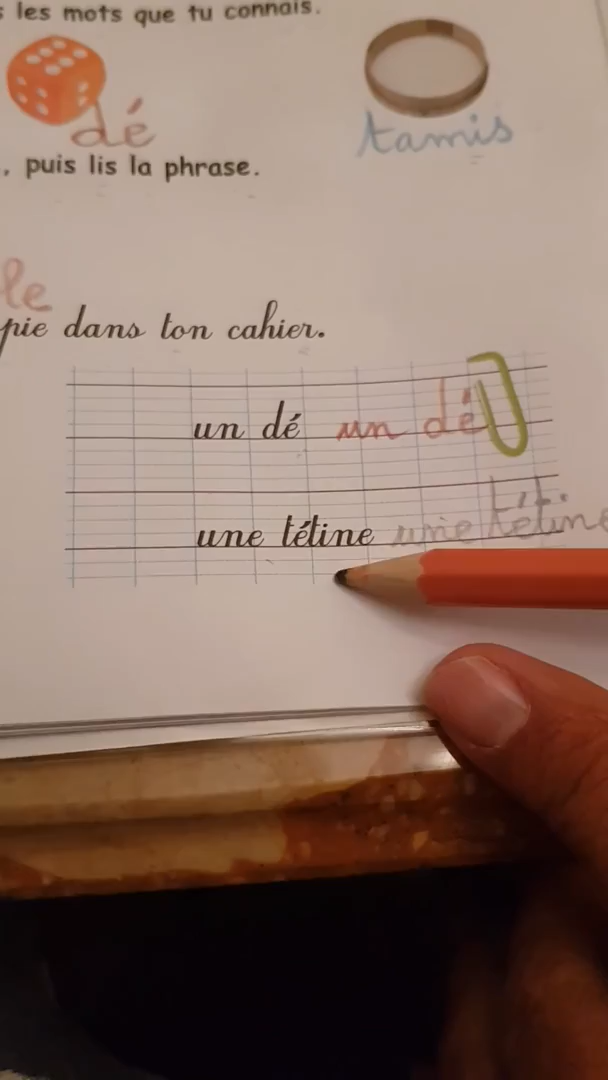 les mots que tu connais.
dé
tamis
, puis lis la phrase.
le
pie dans ton cahier.
un dé un dé
une tétine une tétine